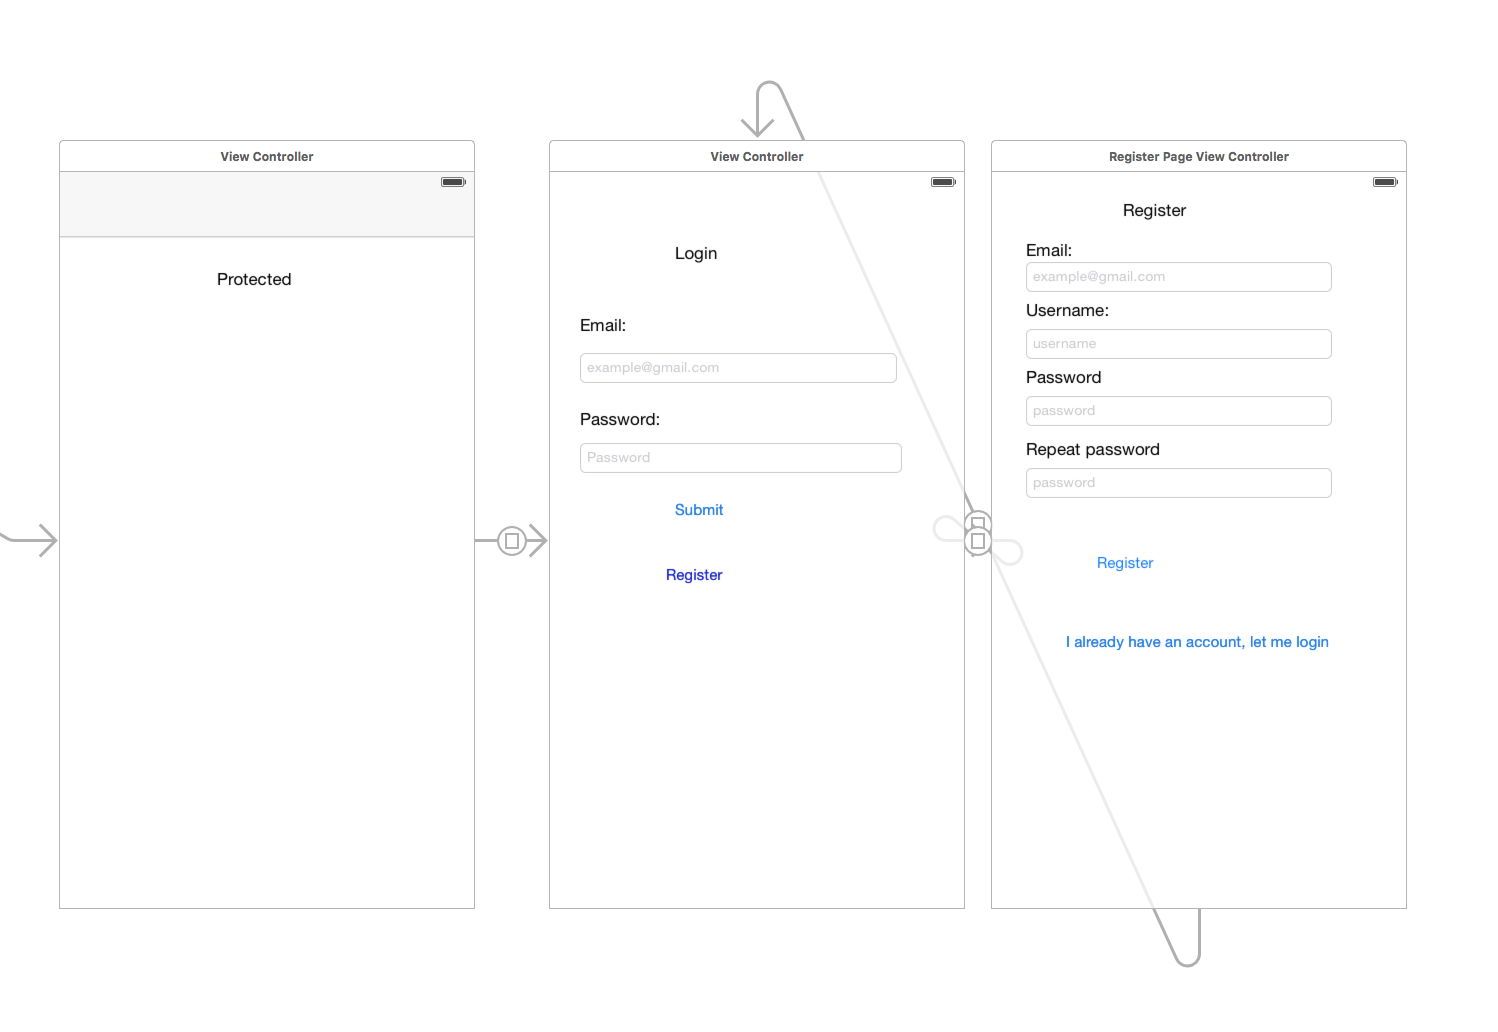 View Controller
Protected
View Controller
Login
Email:
example@gmail.com
Password:
Password
Submit
Register
Register Page View Controller
Register
Email:
example@gmail.com
Username:
username
Password
password
Repeat password
password
Register
I already have an account, let me login